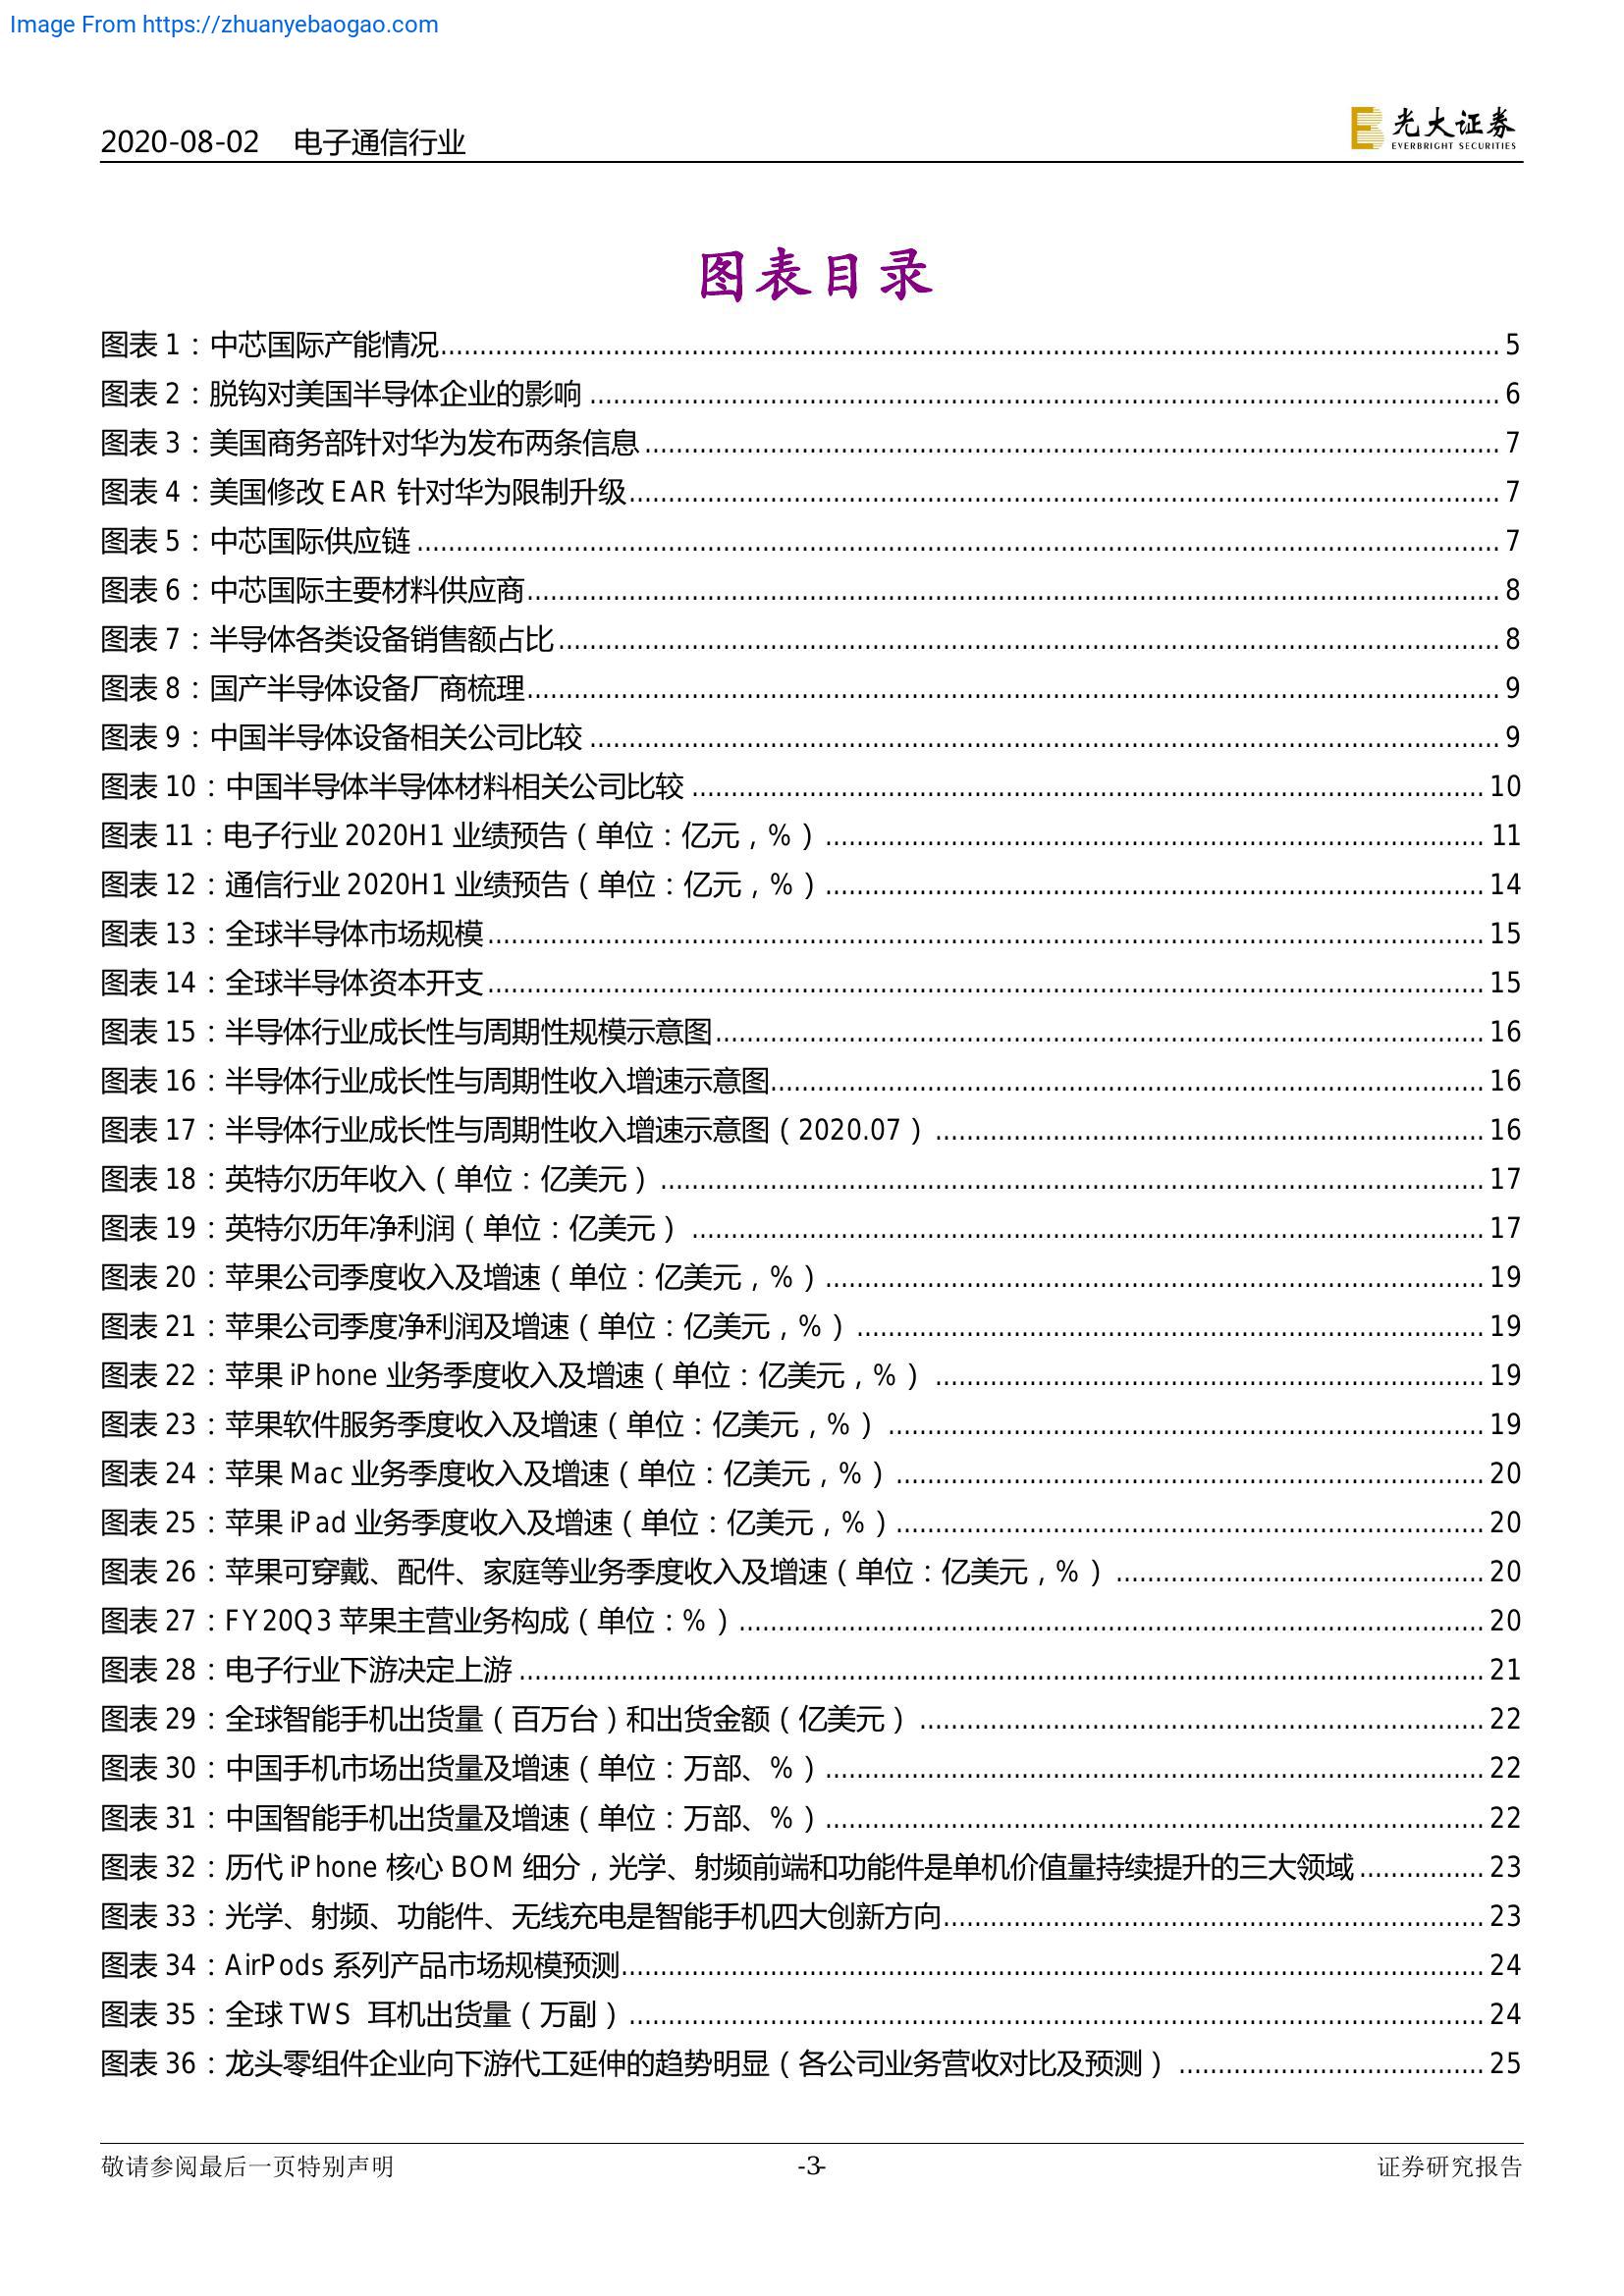 Image From https://zhuanyebaogao.com
2020-08-02 电子通信行业
光大证券
EVERBRIGHT SECURITIES
图表目录
图表 1：中芯国际产能情况 5
图表 2：脱钩对美国半导体企业的影响 6
图表 3：美国商务部针对华为发布两条信息 7
图表 4：美国修改 EAR 针对华为限制升级 7
图表 5：中芯国际供应链 7
图表 6：中芯国际主要材料供应商 8
图表 7：半导体各类设备销售额占比 8
图表 8：国产半导体设备厂商梳理 9
图表 9：中国半导体设备相关公司比较 9
图表 10：中国半导体半导体材料相关公司比较 10
图表 11：电子行业 2020H1 业绩预告（单位：亿元，%） 11
图表 12：通信行业 2020H1 业绩预告（单位：亿元，%） 14
图表 13：全球半导体市场规模 15
图表 14：全球半导体资本开支 15
图表 15：半导体行业成长性与周期性规模示意图 16
图表 16：半导体行业成长性与周期性收入增速示意图 16
图表 17：半导体行业成长性与周期性收入增速示意图（2020.07） 16
图表 18：英特尔历年收入（单位：亿美元） 17
图表 19：英特尔历年净利润（单位：亿美元） 17
图表 20：苹果公司季度收入及增速（单位：亿美元，%） 19
图表 21：苹果公司季度净利润及增速（单位：亿美元，%） 19
图表 22：苹果 iPhone 业务季度收入及增速（单位：亿美元，%） 19
图表 23：苹果软件服务季度收入及增速（单位：亿美元，%） 19
图表 24：苹果 Mac 业务季度收入及增速（单位：亿美元，%） 20
图表 25：苹果 iPad 业务季度收入及增速（单位：亿美元，%） 20
图表 26：苹果可穿戴、配件、家庭等业务季度收入及增速（单位：亿美元，%） 20
图表 27：FY20Q3 苹果主营业务构成（单位：%） 20
图表 28：电子行业下游决定上游 21
图表 29：全球智能手机出货量（百万台）和出货金额（亿美元） 22
图表 30：中国手机市场出货量及增速（单位：万部、%） 22
图表 31：中国智能手机出货量及增速（单位：万部、%） 22
图表 32：历代 iPhone 核心 BOM 细分，光学、射频前端和功能件是单机价值量持续提升的三大领域 23
图表 33：光学、射频、功能件、无线充电是智能手机四大创新方向 23
图表 34：AirPods 系列产品市场规模预测 24
图表 35：全球 TWS 耳机出货量（万副） 24
图表 36：龙头零组件企业向下游代工延伸的趋势明显（各公司业务营收对比及预测） 25
敬请参阅最后一页特别声明 -3- 证券研究报告